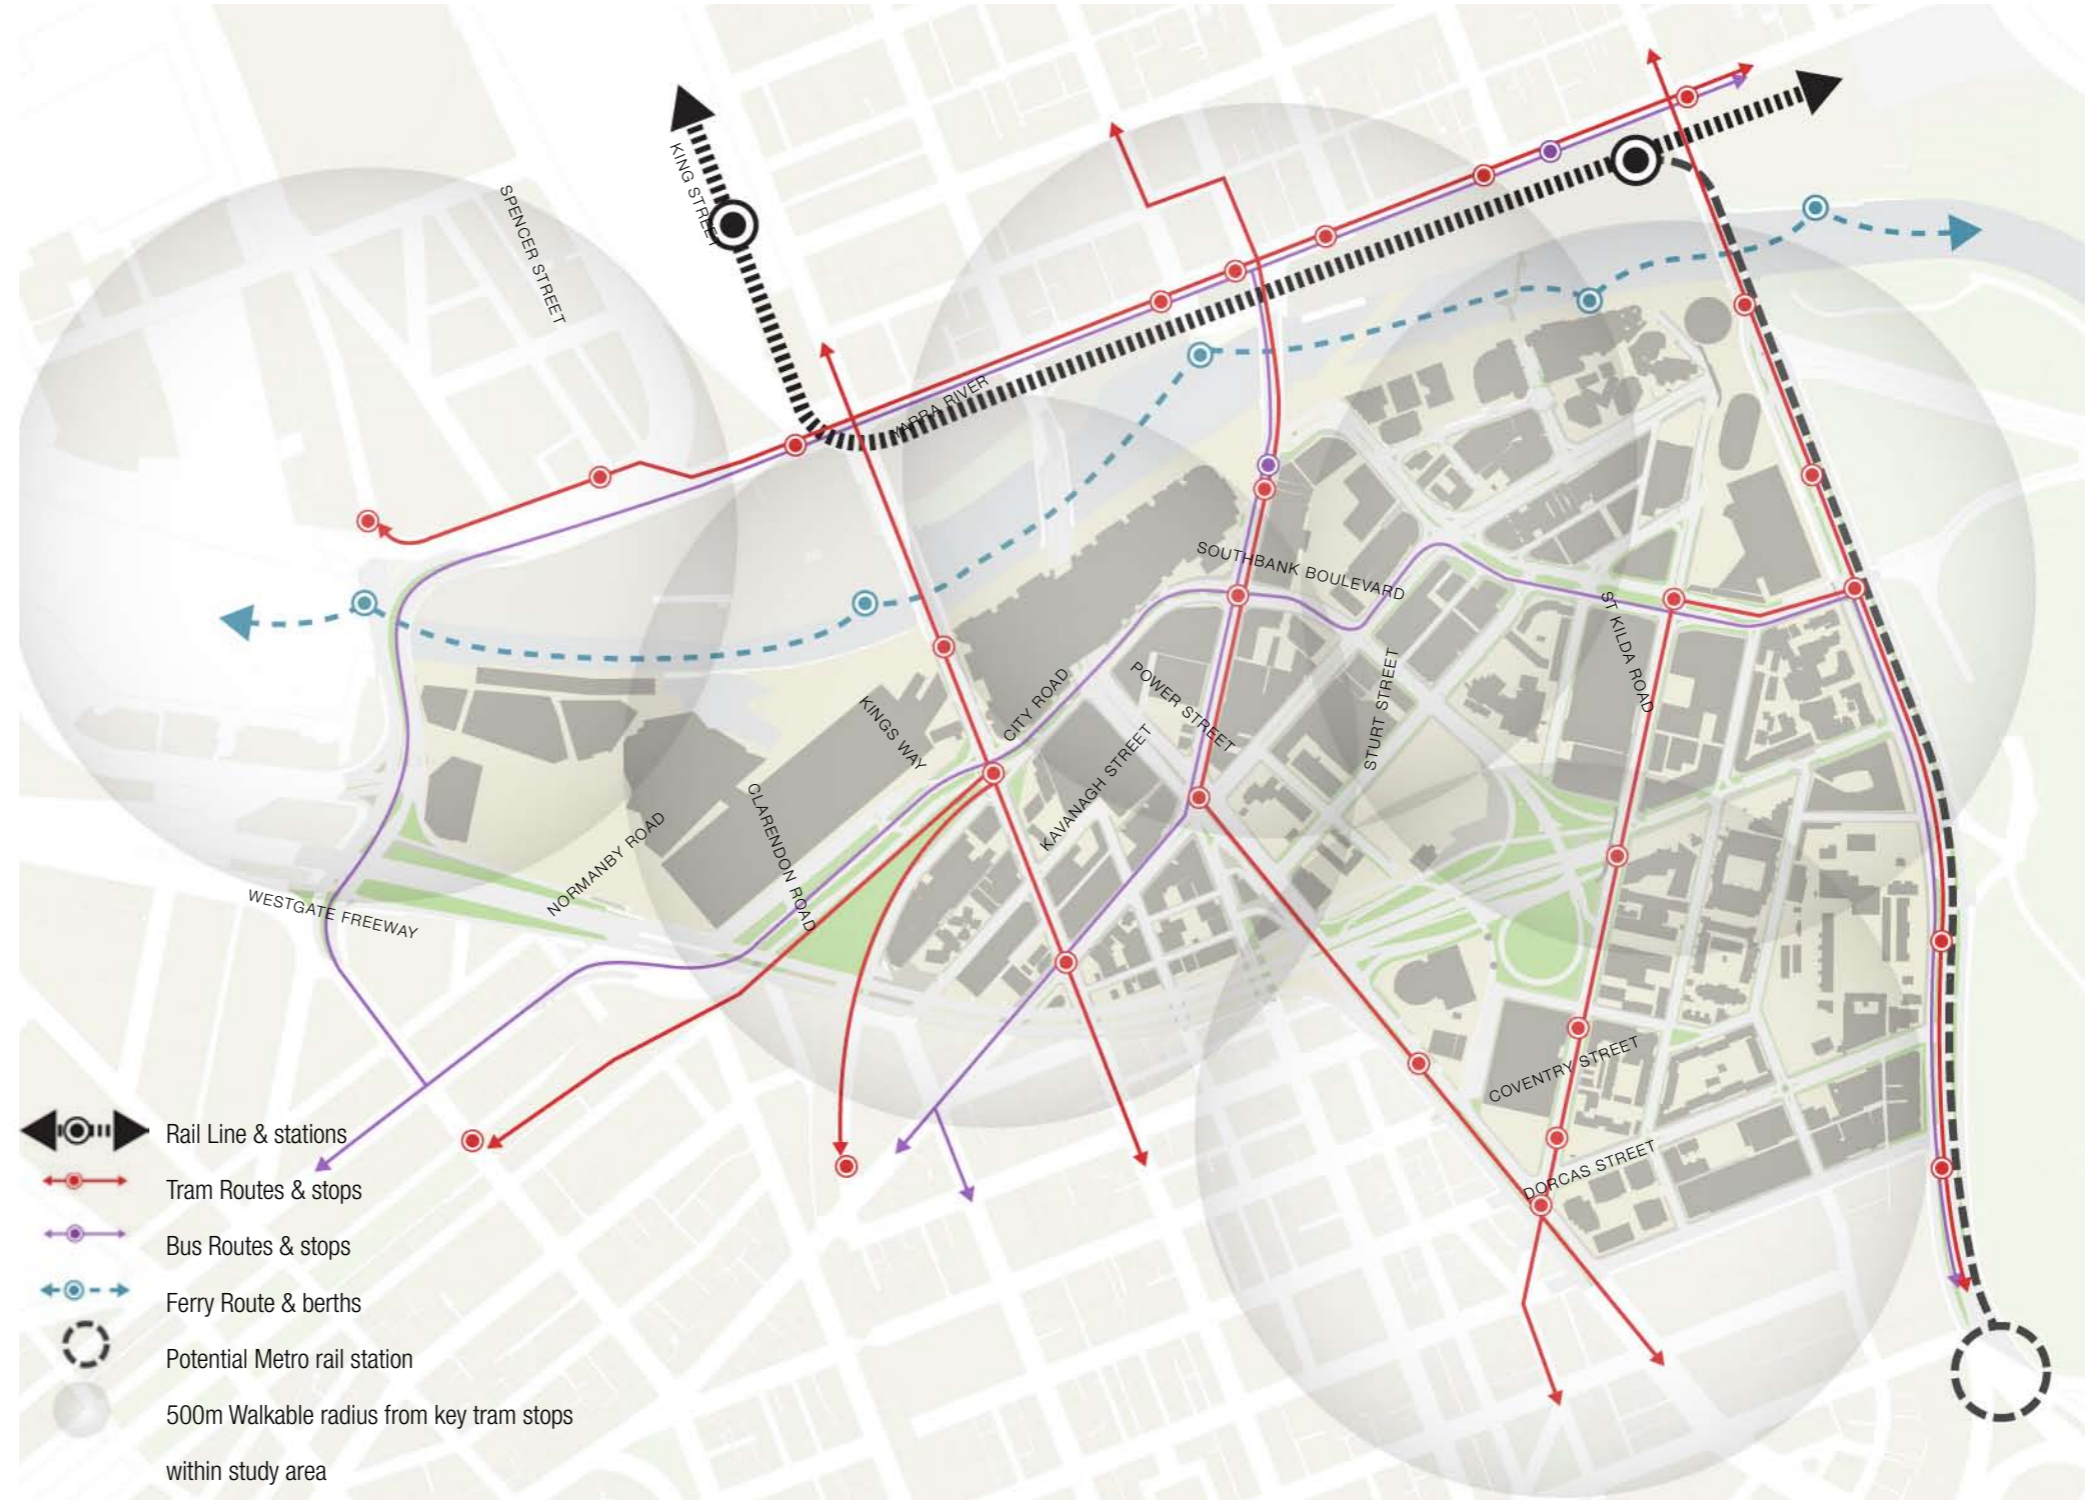 KING STREET
SPENCER STREET
YARRA RIVER
SOUTHBANK BOULEVARD
ST KILDA ROAD
CITY ROAD
POWER STREET
STURT STREET
KINGS WAY
KAVANAGH STREET
CLARENDON ROAD
NORMANBY ROAD
WESTGATE FREEWAY
COVENTRY STREET
DORCAS STREET
Rail Line & stations
Tram Routes & stops
Bus Routes & stops
Ferry Route & berths
Potential Metro rail station
500m Walkable radius from key tram stops
within study area